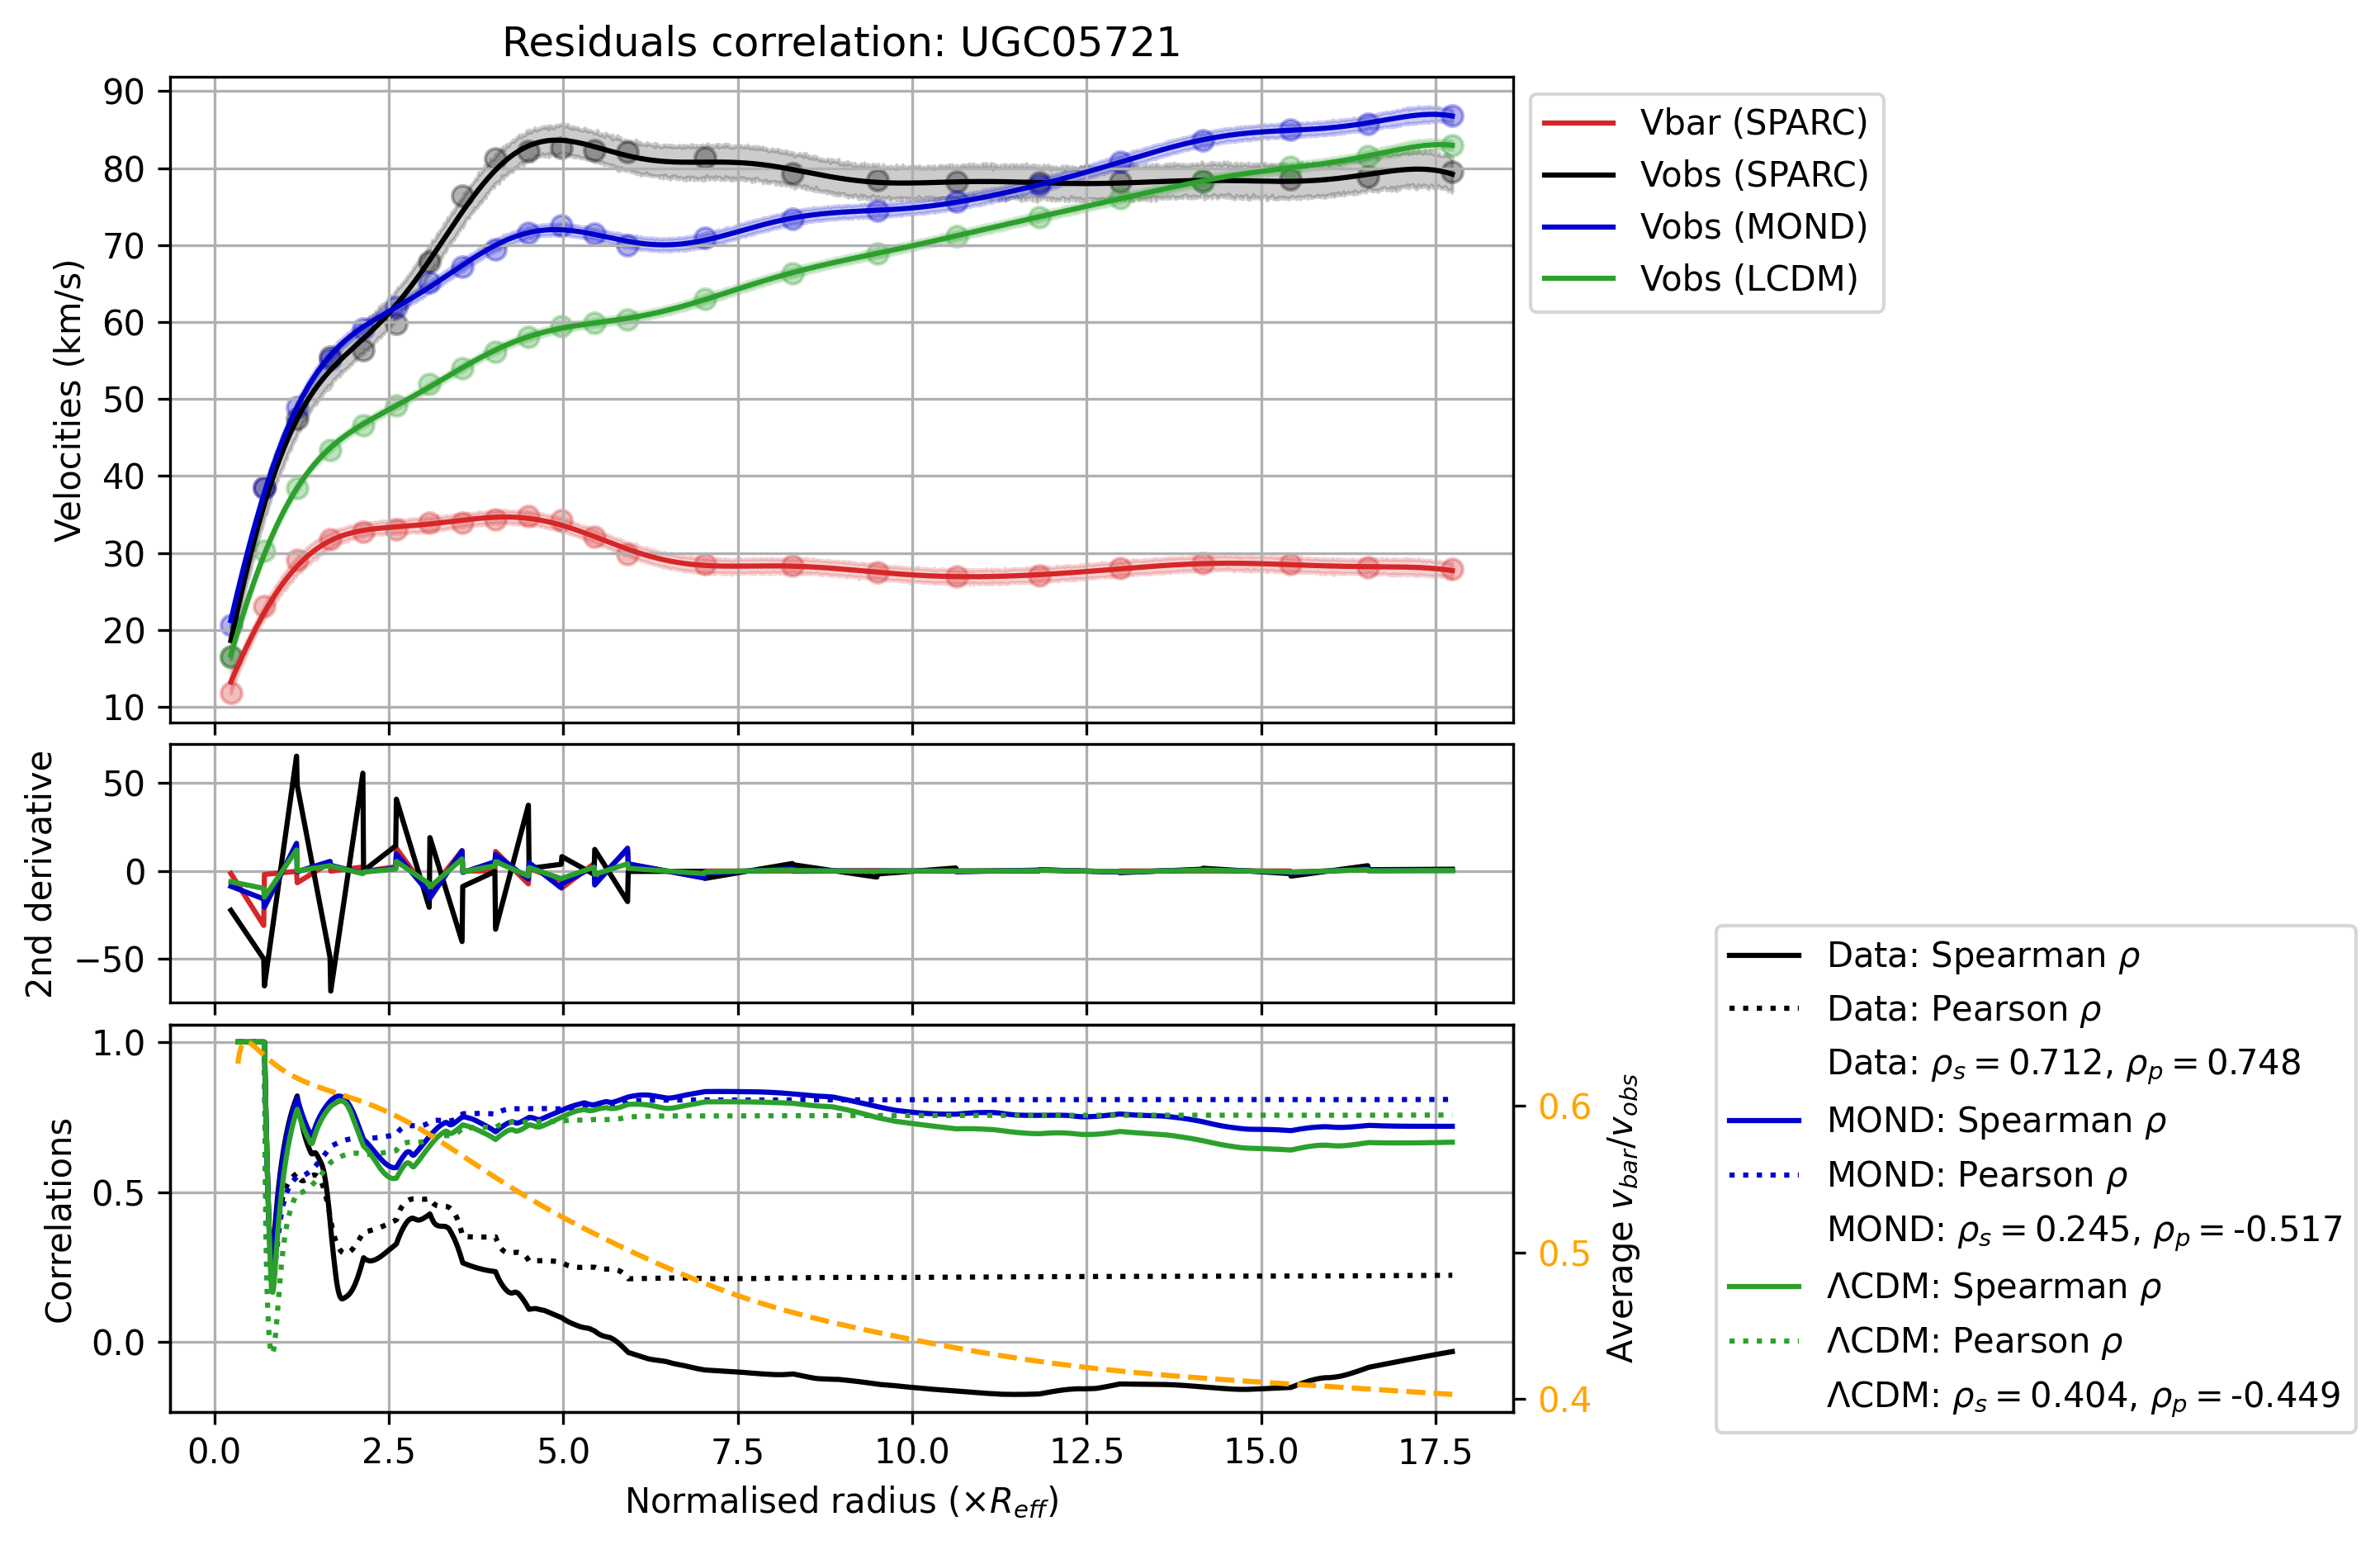 Residuals correlation: UGC05721
90
80
70
60
50
40
30
20
10
Velocities (km/s)
Vbar (SPARC)
Vobs (SPARC)
Vobs (MOND)
Vobs (LCDM)
50
0
−50
2nd derivative
1.0
0.5
0.0
Correlations
0.6
0.5
0.4
Average v_bar/v_obs
0.0 2.5 5.0 7.5 10.0 12.5 15.0 17.5
Normalised radius (×R_eff)
Data: Spearman ρ
Data: Pearson ρ
Data: ρ_s = 0.712, ρ_p = 0.748
MOND: Spearman ρ
MOND: Pearson ρ
MOND: ρ_s = 0.245, ρ_p = -0.517
ΛCDM: Spearman ρ
ΛCDM: Pearson ρ
ΛCDM: ρ_s = 0.404, ρ_p = -0.449